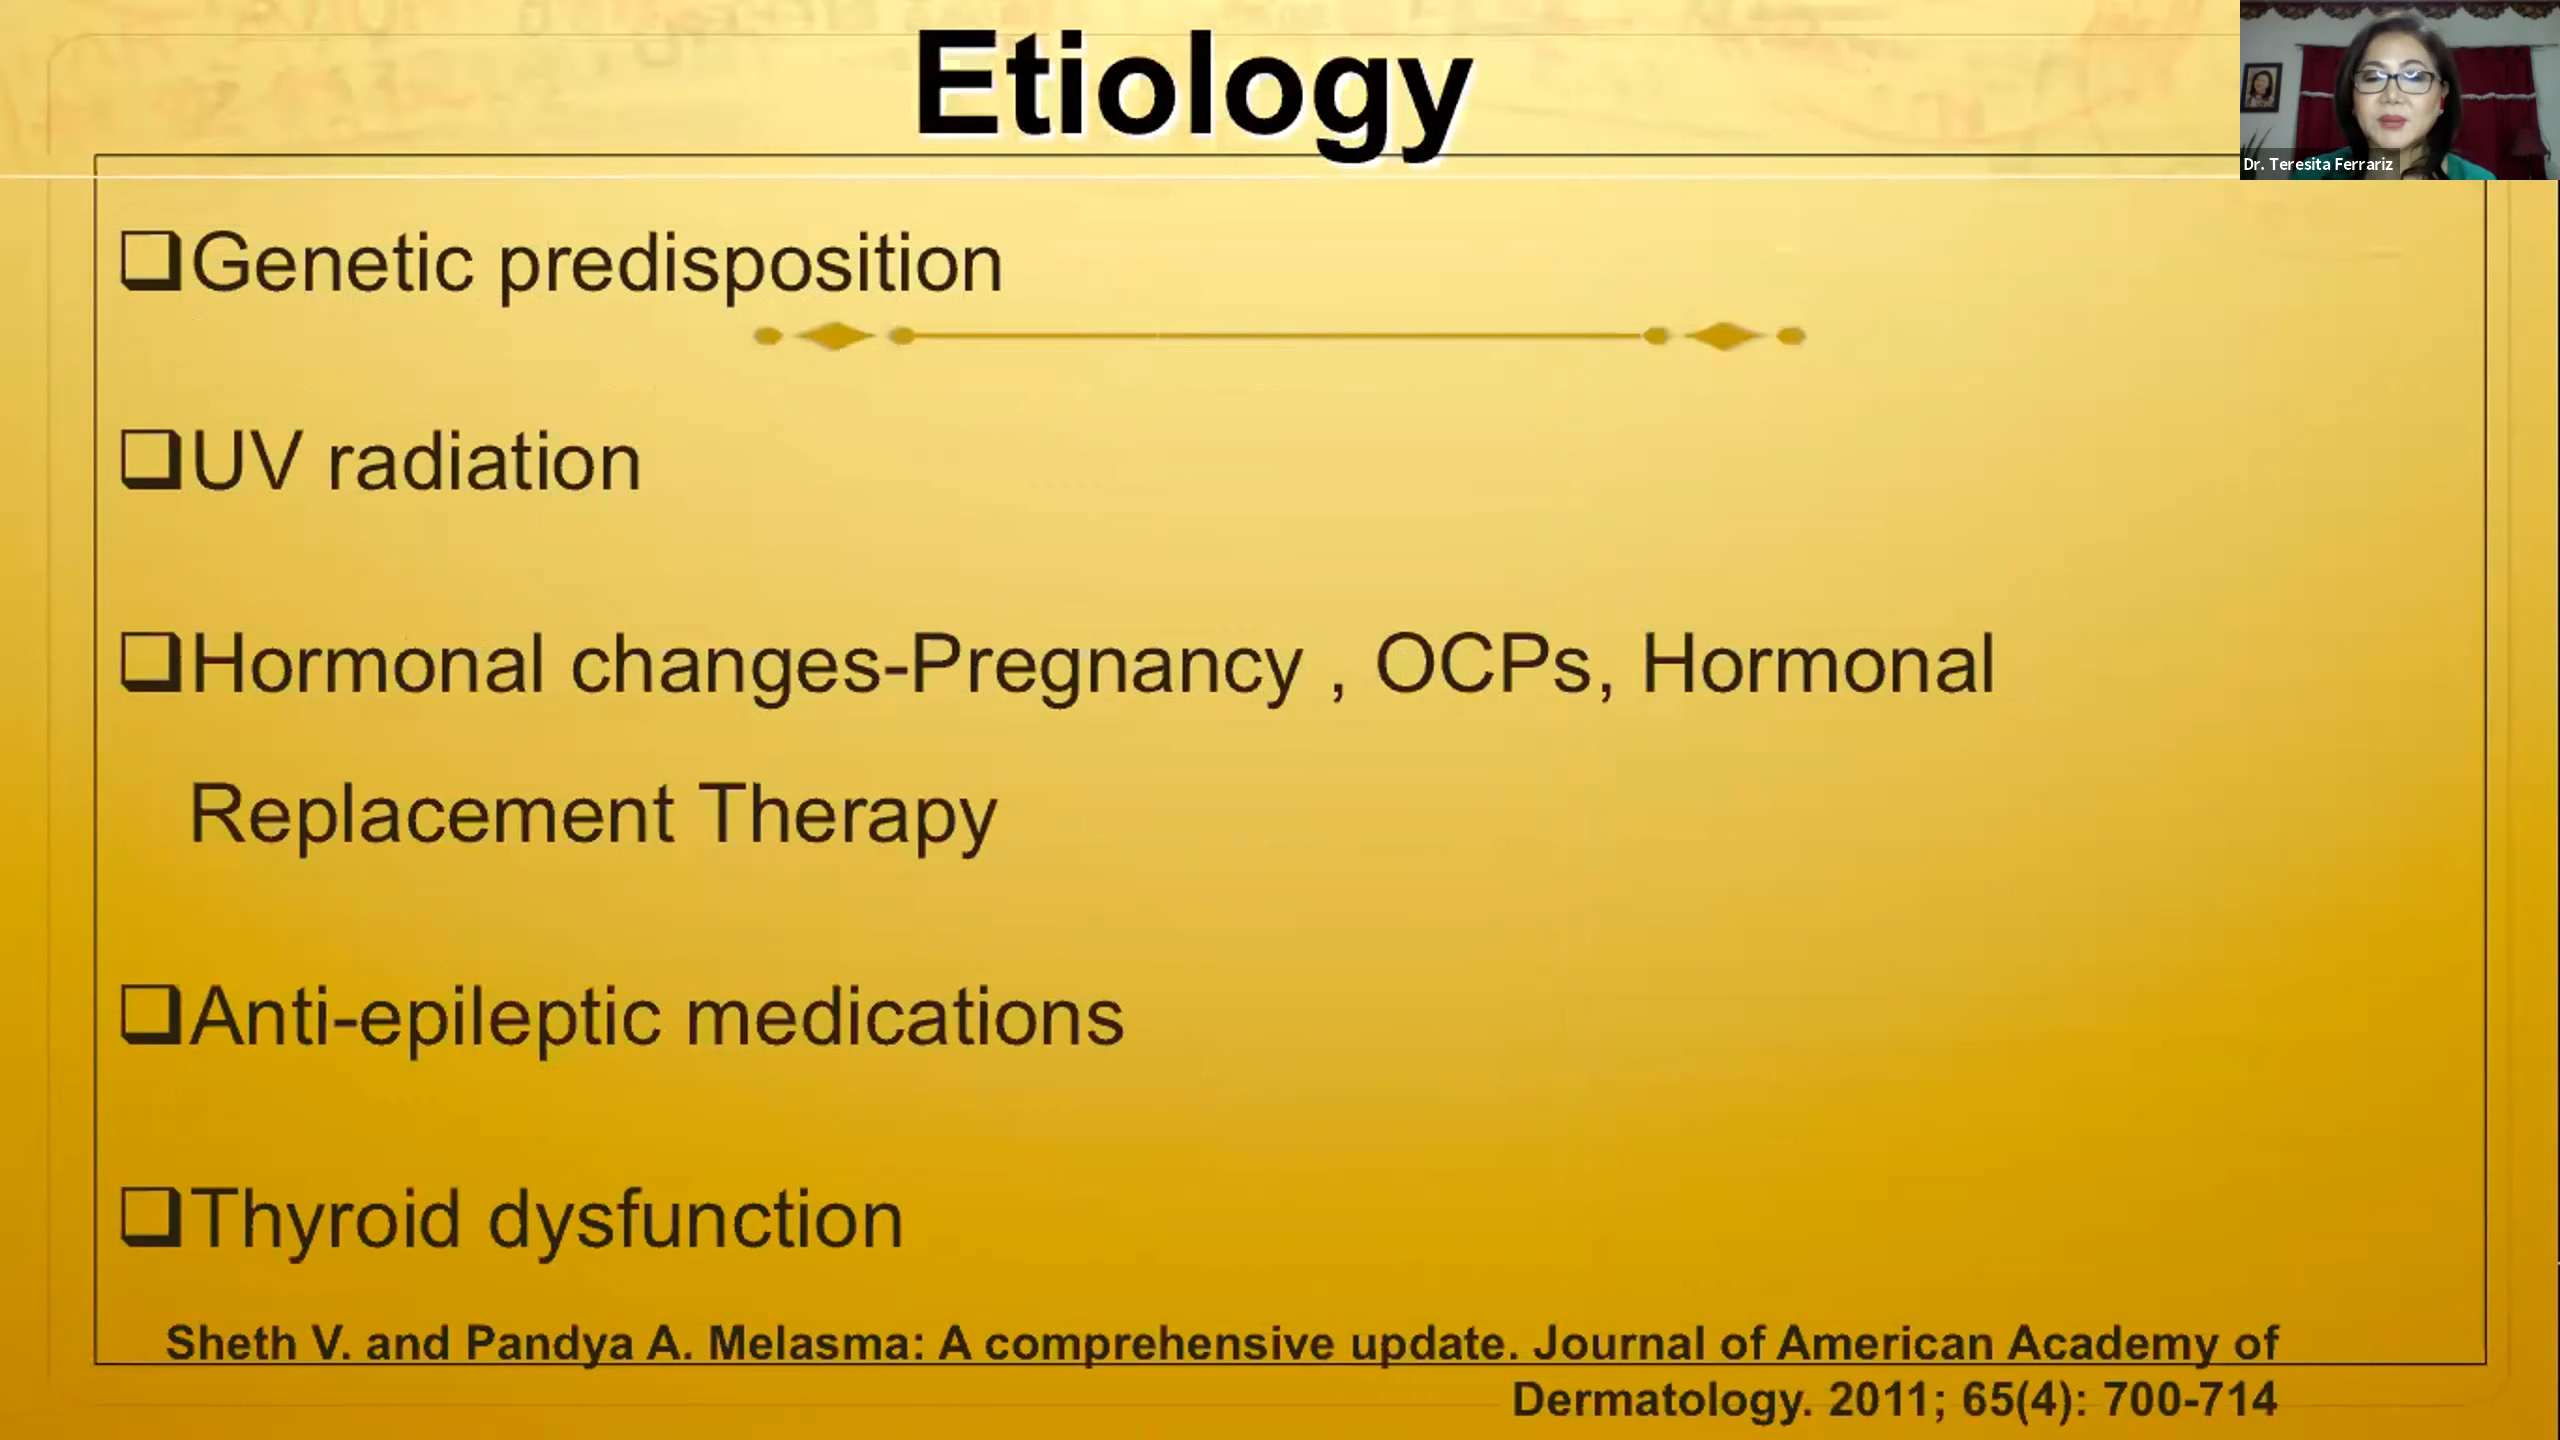 Etiology
Dr. Teresita Ferrariz
❑Genetic predisposition
❑UV radiation
❑Hormonal changes-Pregnancy , OCPs, Hormonal
Replacement Therapy
❑Anti-epileptic medications
❑Thyroid dysfunction
Sheth V. and Pandya A. Melasma: A comprehensive update. Journal of American Academy of
Dermatology. 2011; 65(4): 700-714